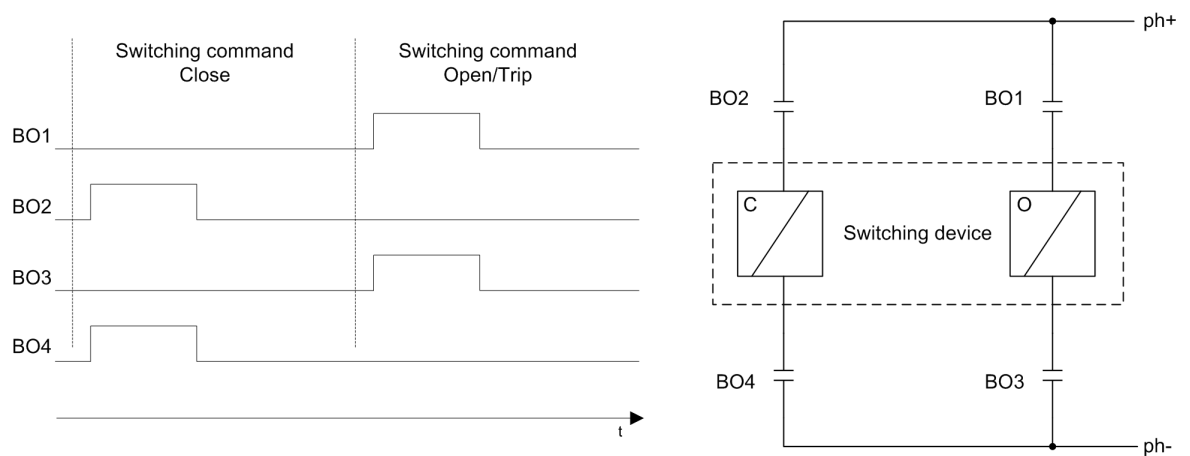 Switching command
Close
Switching command
Open/Trip
BO1
BO2
BO3
BO4
t
ph+
BO2
BO1
C
Switching device
O
BO4
BO3
ph-